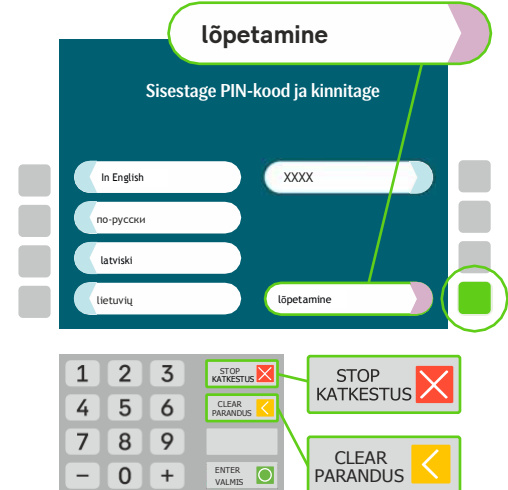 lõpetamine
Sisestage PIN-kood ja kinnitage
In English
XXXX
по-русски
latviski
lietuvių
lõpetamine
1 2 3
STOP
KATKESTUS
4 5 6
CLEAR
PARANDUS
7 8 9
- 0 +
ENTER
VALMIS
STOP
KATKESTUS
CLEAR
PARANDUS